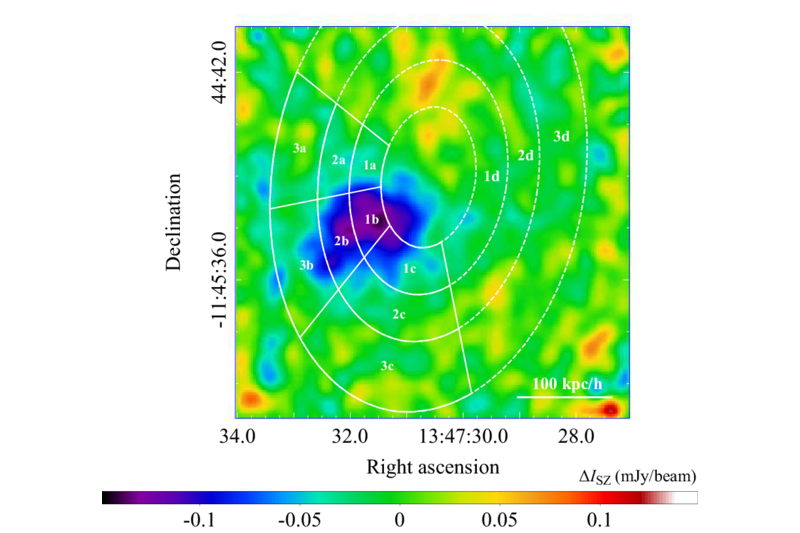 44:42.0
Declination
-11:45:36.0
3a
2a
1a
1b
2b
3b
1c
2c
3c
1d
2d
3d
100 kpc/h
34.0 32.0 13:47:30.0 28.0
Right ascension
ΔI_SZ (mJy/beam)
-0.1 -0.05 0 0.05 0.1